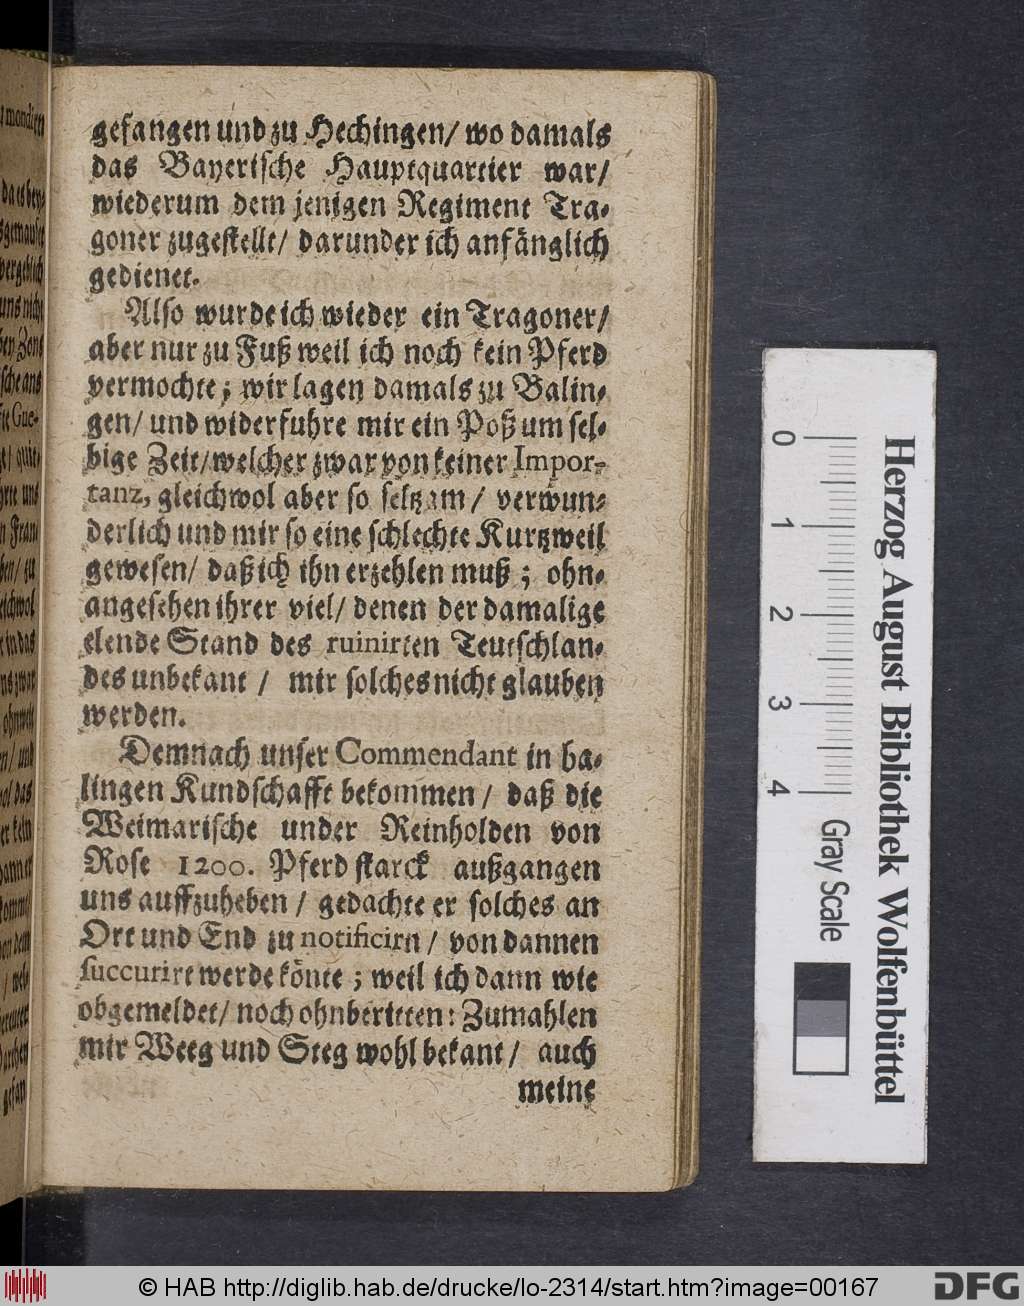 gefangen und zu Hechingen/ wo damals
das Bayerische Hauptquartier war/
wiederum dem jenigen Regiment Tra-
goner zugestellt/ darunder ich anfänglich
gedienet.
Also wurde ich wieder ein Tragoner/
aber nur zu Fuß weil ich noch kein Pferd
vermochte; wir lagen damals zu Balin-
gen/ und widerfuhre mir ein Poß um sel-
bige Zeit/ welcher zwar von keiner Impor-
tanz, gleichwol aber so seltzam/ verwun-
derlich und mir so eine schlechte Kurtzweil
gewesen/ daß ich ihn erzehlen muß; ohn-
angesehen ihrer viel/ denen der damalige
elende Stand des ruinirten Teutschlan-
des unbekant/ mir solches nicht glauben
werden.
Demnach unser Commendant in ba-
lingen Kundschafft bekommen/ daß die
Weimarische under Reinholden von
Rose 1200. Pferd starck außgangen
uns auffzuheben/ gedachte er solches an
Ort und End zu notificirn/ von dannen
succurirt werde könte; weil ich dann wie
obgemeldet/ noch ohnberitten: Zumahlen
mir Weeg und Steg wohl bekant/ auch
meine
0
1
2
3
4
Gray Scale
Herzog August Bibliothek Wolfenbüttel
© HAB http://diglib.hab.de/drucke/lo-2314/start.htm?image=00167
DFG